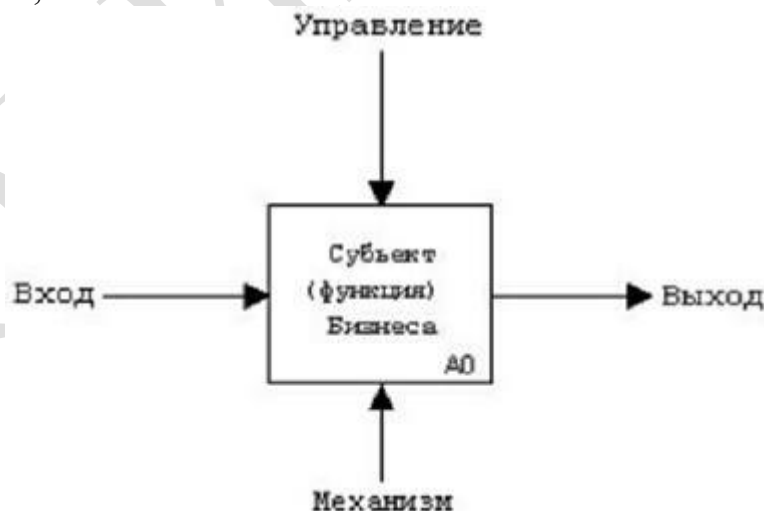 Управление
Субъект
(функция)
Бизнеса
A0
Вход
Выход
Механизм